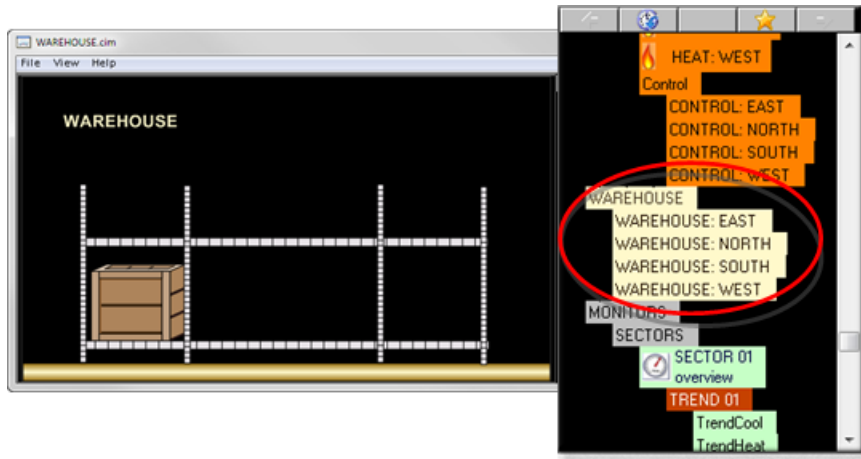 WAREHOUSE.cim
File View Help
WAREHOUSE
HEAT: WEST
Control
CONTROL: EAST
CONTROL: NORTH
CONTROL: SOUTH
CONTROL: WEST
WAREHOUSE
WAREHOUSE: EAST
WAREHOUSE: NORTH
WAREHOUSE: SOUTH
WAREHOUSE: WEST
MONITORS
SECTORS
SECTOR 01
overview
TREND 01
TrendCool
TrendHeat